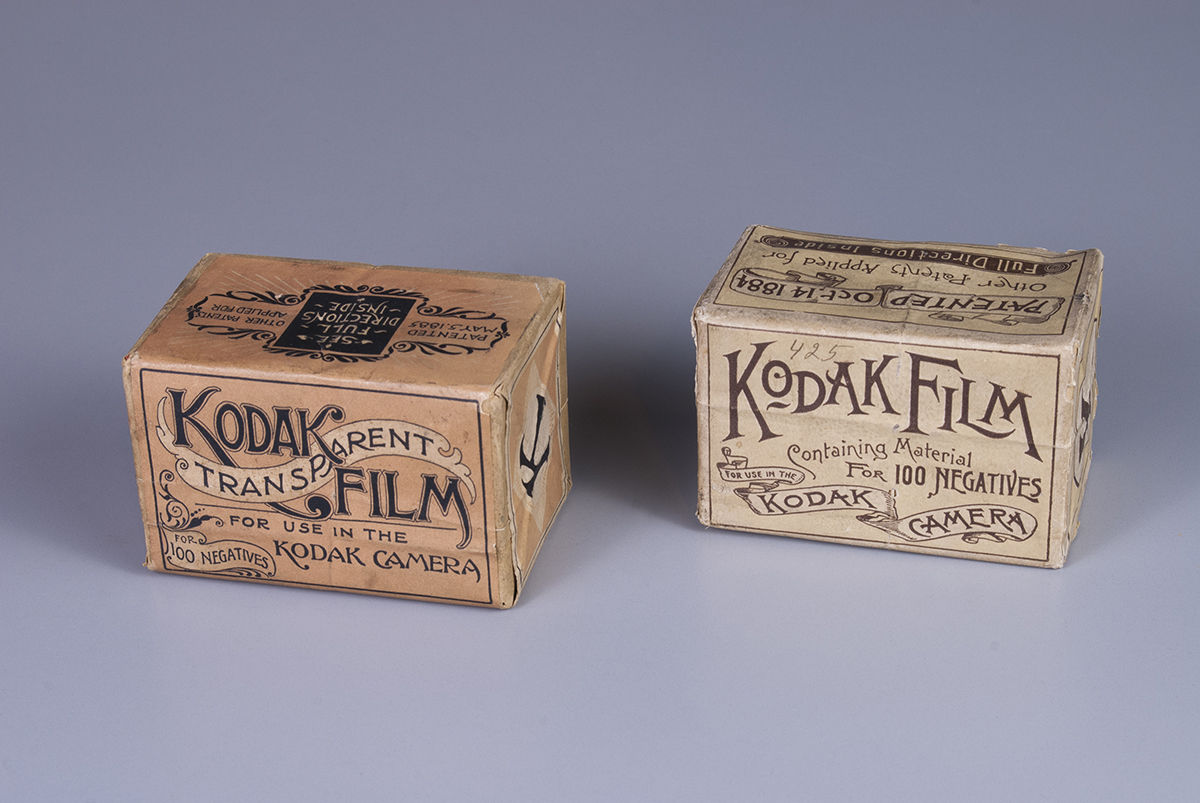 PATENTED
MAY 5. 1885
SEE
FULL
DIRECTIONS
INSIDE
OTHER PATENTS
APPLIED FOR
KODAK
TRANSPARENT
FILM
FOR USE IN THE
KODAK CAMERA
FOR
100 NEGATIVES
PATENTED Oct. 14 1884
Other Patents Applied for
Full Directions Inside
425
KODAK FILM
Containing Material
FOR 100 NEGATIVES
FOR USE IN THE
KODAK
CAMERA